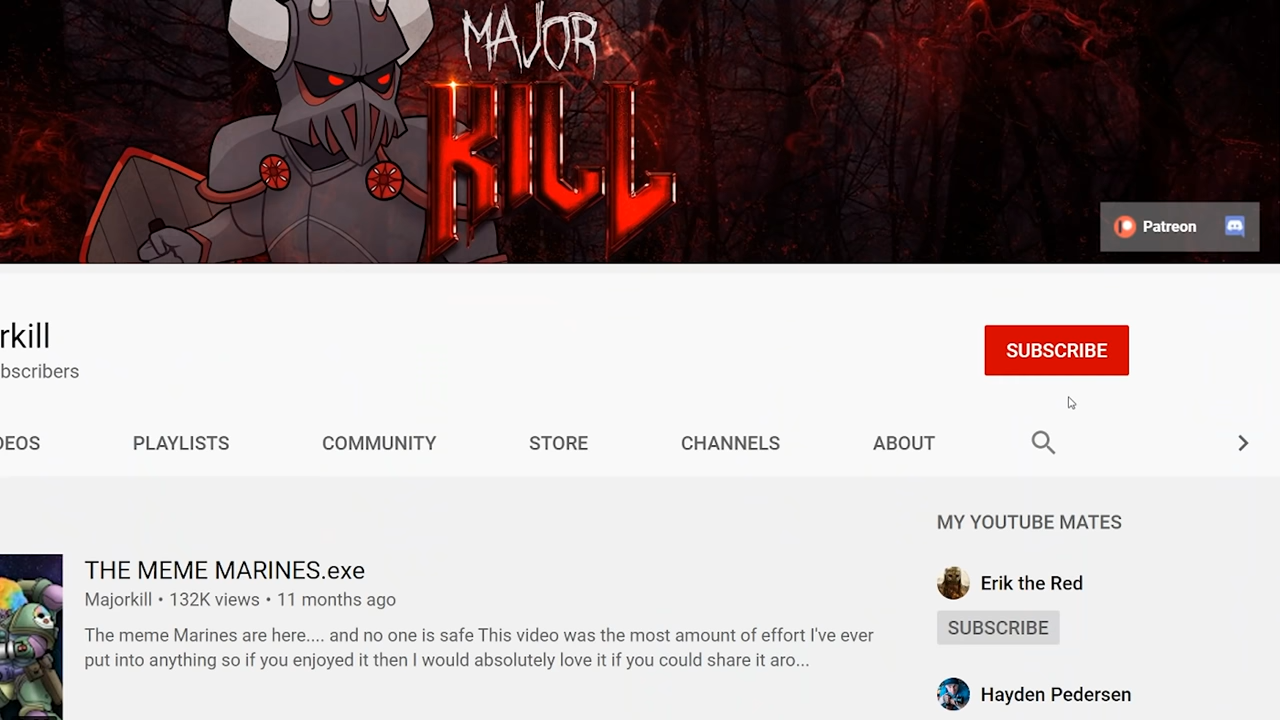 MAJOR
KILL
Patreon
rkill
bscribers
SUBSCRIBE
DEOS PLAYLISTS COMMUNITY STORE CHANNELS ABOUT
MY YOUTUBE MATES
THE MEME MARINES.exe
Majorkill • 132K views • 11 months ago
The meme Marines are here.... and no one is safe This video was the most amount of effort I've ever
put into anything so if you enjoyed it then I would absolutely love it if you could share it aro...
Erik the Red
SUBSCRIBE
Hayden Pedersen